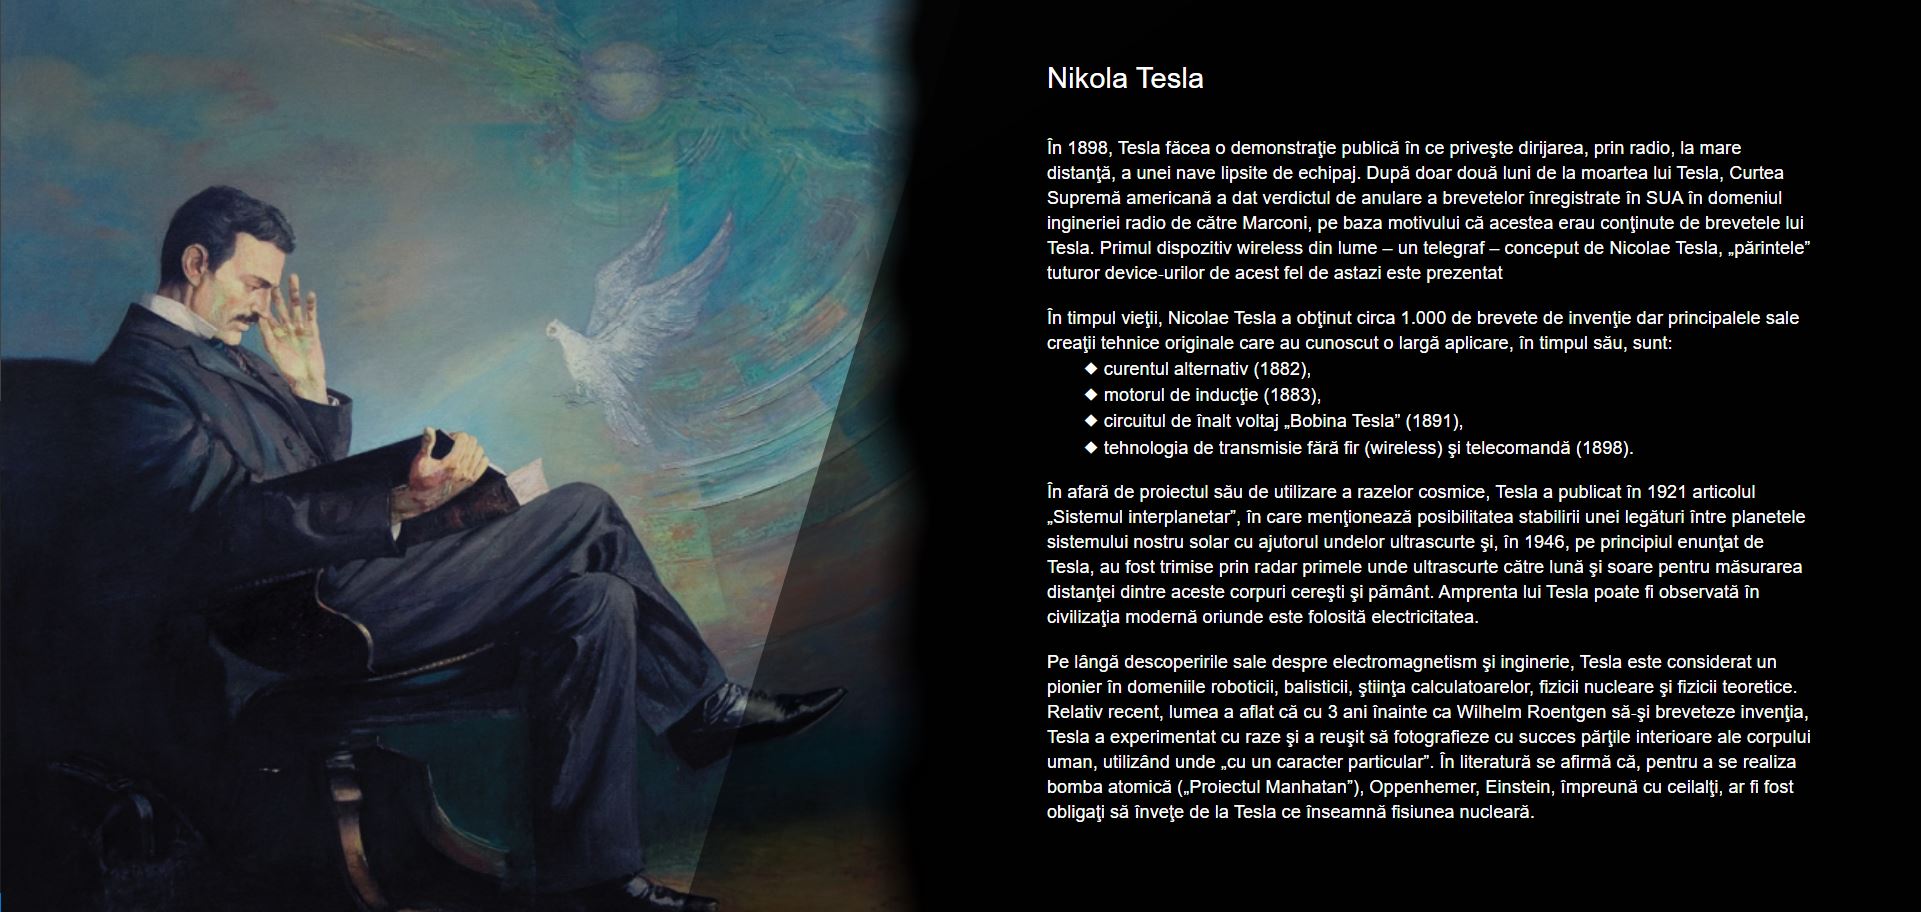 Nikola Tesla
În 1898, Tesla făcea o demonstraţie publică în ce priveşte dirijarea, prin radio, la mare
distanţă, a unei nave lipsite de echipaj. După doar două luni de la moartea lui Tesla, Curtea
Supremă americană a dat verdictul de anulare a brevetelor înregistrate în SUA în domeniul
ingineriei radio de către Marconi, pe baza motivului că acestea erau conţinute de brevetele lui
Tesla. Primul dispozitiv wireless din lume – un telegraf – conceput de Nicolae Tesla, „părintele”
tuturor device-urilor de acest fel de astazi este prezentat
În timpul vieţii, Nicolae Tesla a obţinut circa 1.000 de brevete de invenţie dar principalele sale
creaţii tehnice originale care au cunoscut o largă aplicare, în timpul său, sunt:
◆ curentul alternativ (1882),
◆ motorul de inducţie (1883),
◆ circuitul de înalt voltaj „Bobina Tesla” (1891),
◆ tehnologia de transmisie fără fir (wireless) şi telecomandă (1898).
În afară de proiectul său de utilizare a razelor cosmice, Tesla a publicat în 1921 articolul
„Sistemul interplanetar”, în care menţionează posibilitatea stabilirii unei legături între planetele
sistemului nostru solar cu ajutorul undelor ultrascurte şi, în 1946, pe principiul enunţat de
Tesla, au fost trimise prin radar primele unde ultrascurte către lună şi soare pentru măsurarea
distanţei dintre aceste corpuri cereşti şi pământ. Amprenta lui Tesla poate fi observată în
civilizaţia modernă oriunde este folosită electricitatea.
Pe lângă descoperirile sale despre electromagnetism şi inginerie, Tesla este considerat un
pionier în domeniile roboticii, balisticii, ştiinţa calculatoarelor, fizicii nucleare şi fizicii teoretice.
Relativ recent, lumea a aflat că cu 3 ani înainte ca Wilhelm Roentgen să-şi breveteze invenţia,
Tesla a experimentat cu raze şi a reuşit să fotografieze cu succes părţile interioare ale corpului
uman, utilizând unde „cu un caracter particular”. În literatură se afirmă că, pentru a se realiza
bomba atomică („Proiectul Manhatan”), Oppenhemer, Einstein, împreună cu ceilalţi, ar fi fost
obligaţi să înveţe de la Tesla ce înseamnă fisiunea nucleară.